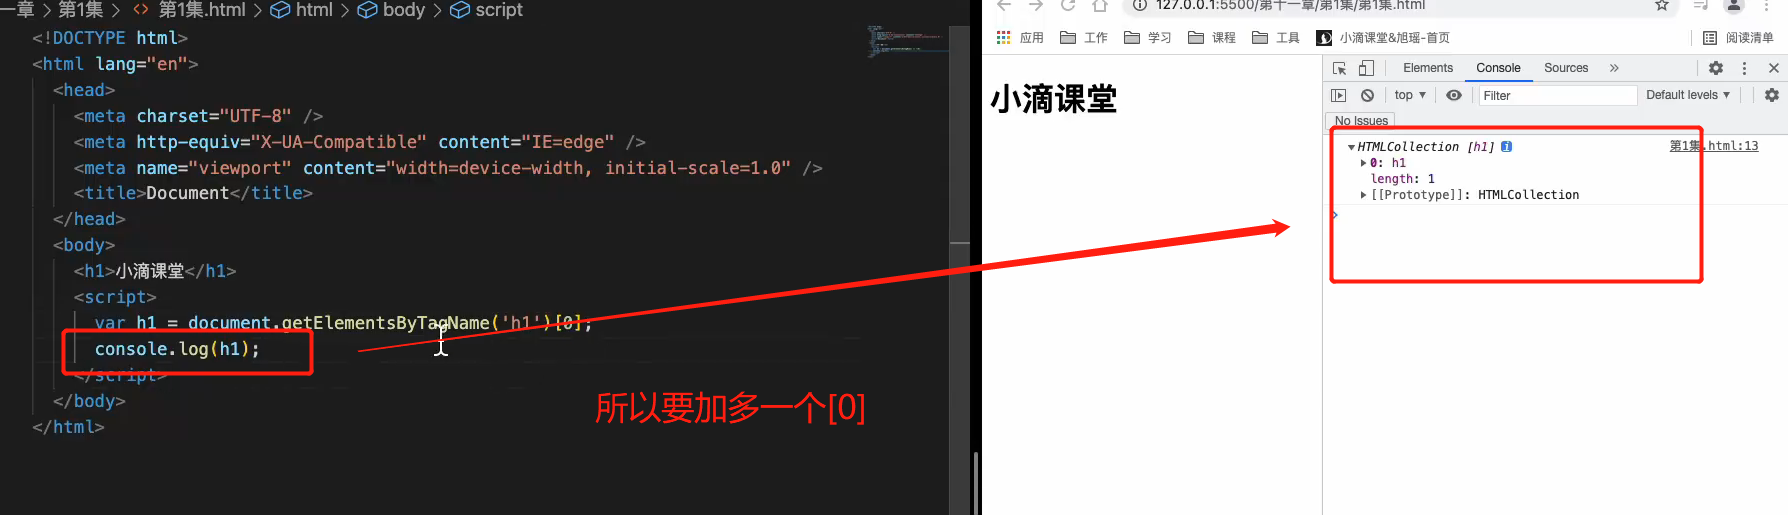 一章 > 第1集 > <> 第1集.html > html > body > script
<!DOCTYPE html>
<html lang="en">
<head>
<meta charset="UTF-8" />
<meta http-equiv="X-UA-Compatible" content="IE=edge" />
<meta name="viewport" content="width=device-width, initial-scale=1.0" />
<title>Document</title>
</head>
<body>
<h1>小滴课堂</h1>
<script>
var h1 = document.getElementsByTagName('h1')[0];
console.log(h1);
</script>
</body>
</html>
所以要加多一个[0]
127.0.0.1:5500/第十一章/第1集/第1集.html
应用 工作 学习 课程 工具 小滴课堂&旭瑶-首页 阅读清单
小滴课堂
Elements Console Sources »
top Filter Default levels
No Issues
HTMLCollection [h1] i 第1集.html:13
0: h1
length: 1
[[Prototype]]: HTMLCollection